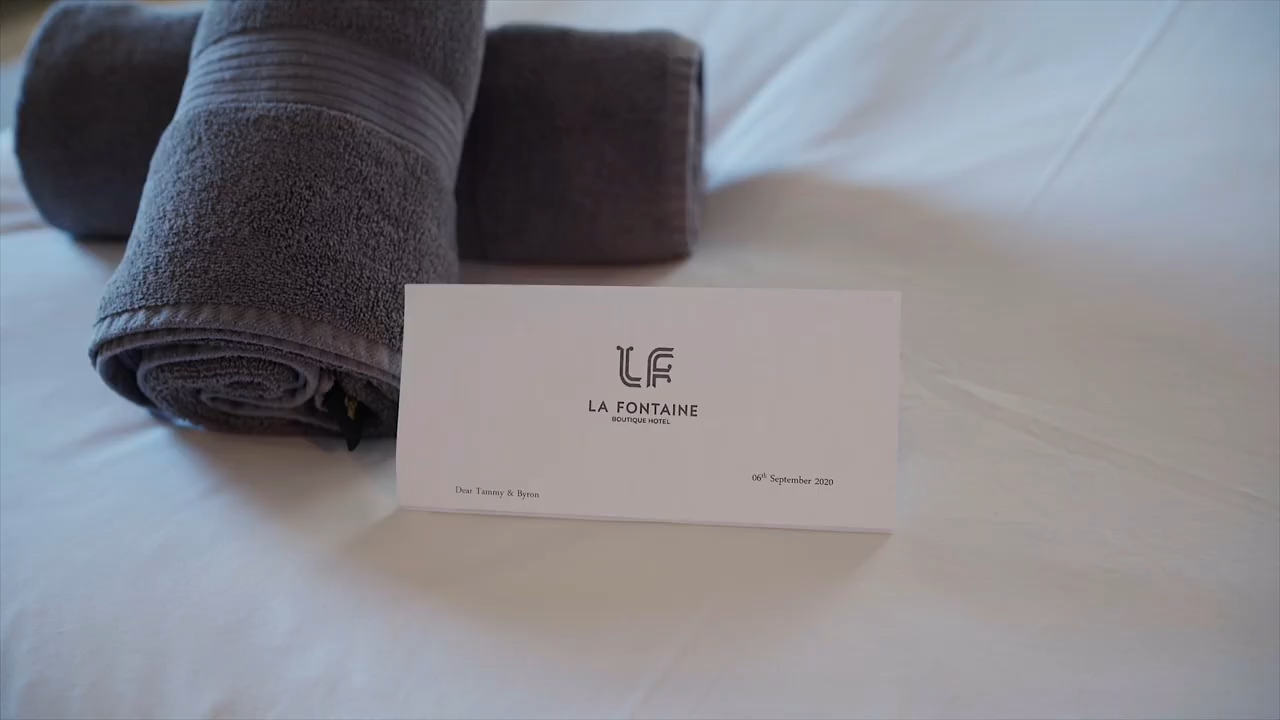 LF
LA FONTAINE
BOUTIQUE HOTEL
06th September 2020
Dear Tammy & Byron